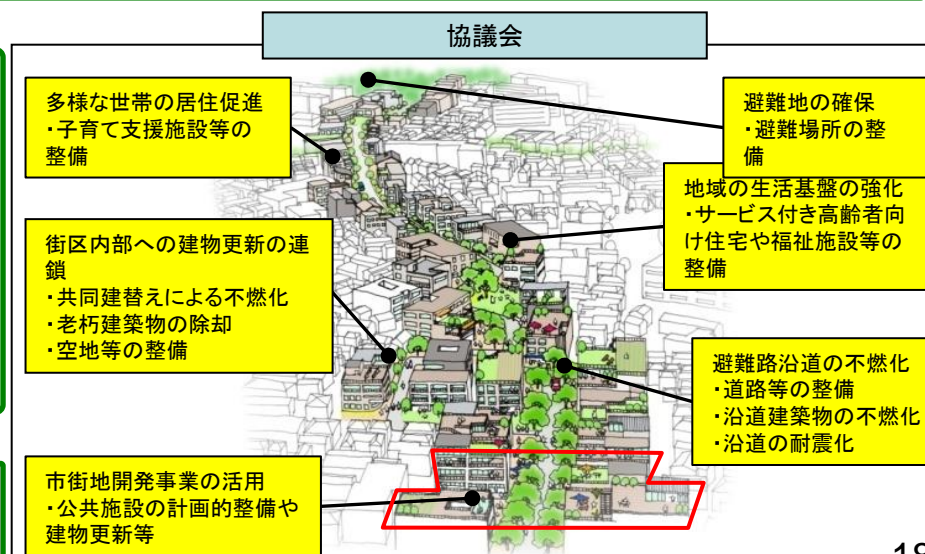 協議会
多様な世帯の居住促進
・子育て支援施設等の
整備
避難地の確保
・避難場所の整
備
地域の生活基盤の強化
・サービス付き高齢者向
け住宅や福祉施設等の
整備
街区内部への建物更新の連
鎖
・共同建替えによる不燃化
・老朽建築物の除却
・空地等の整備
避難路沿道の不燃化
・道路等の整備
・沿道建築物の不燃化
・沿道の耐震化
市街地開発事業の活用
・公共施設の計画的整備や
建物更新等